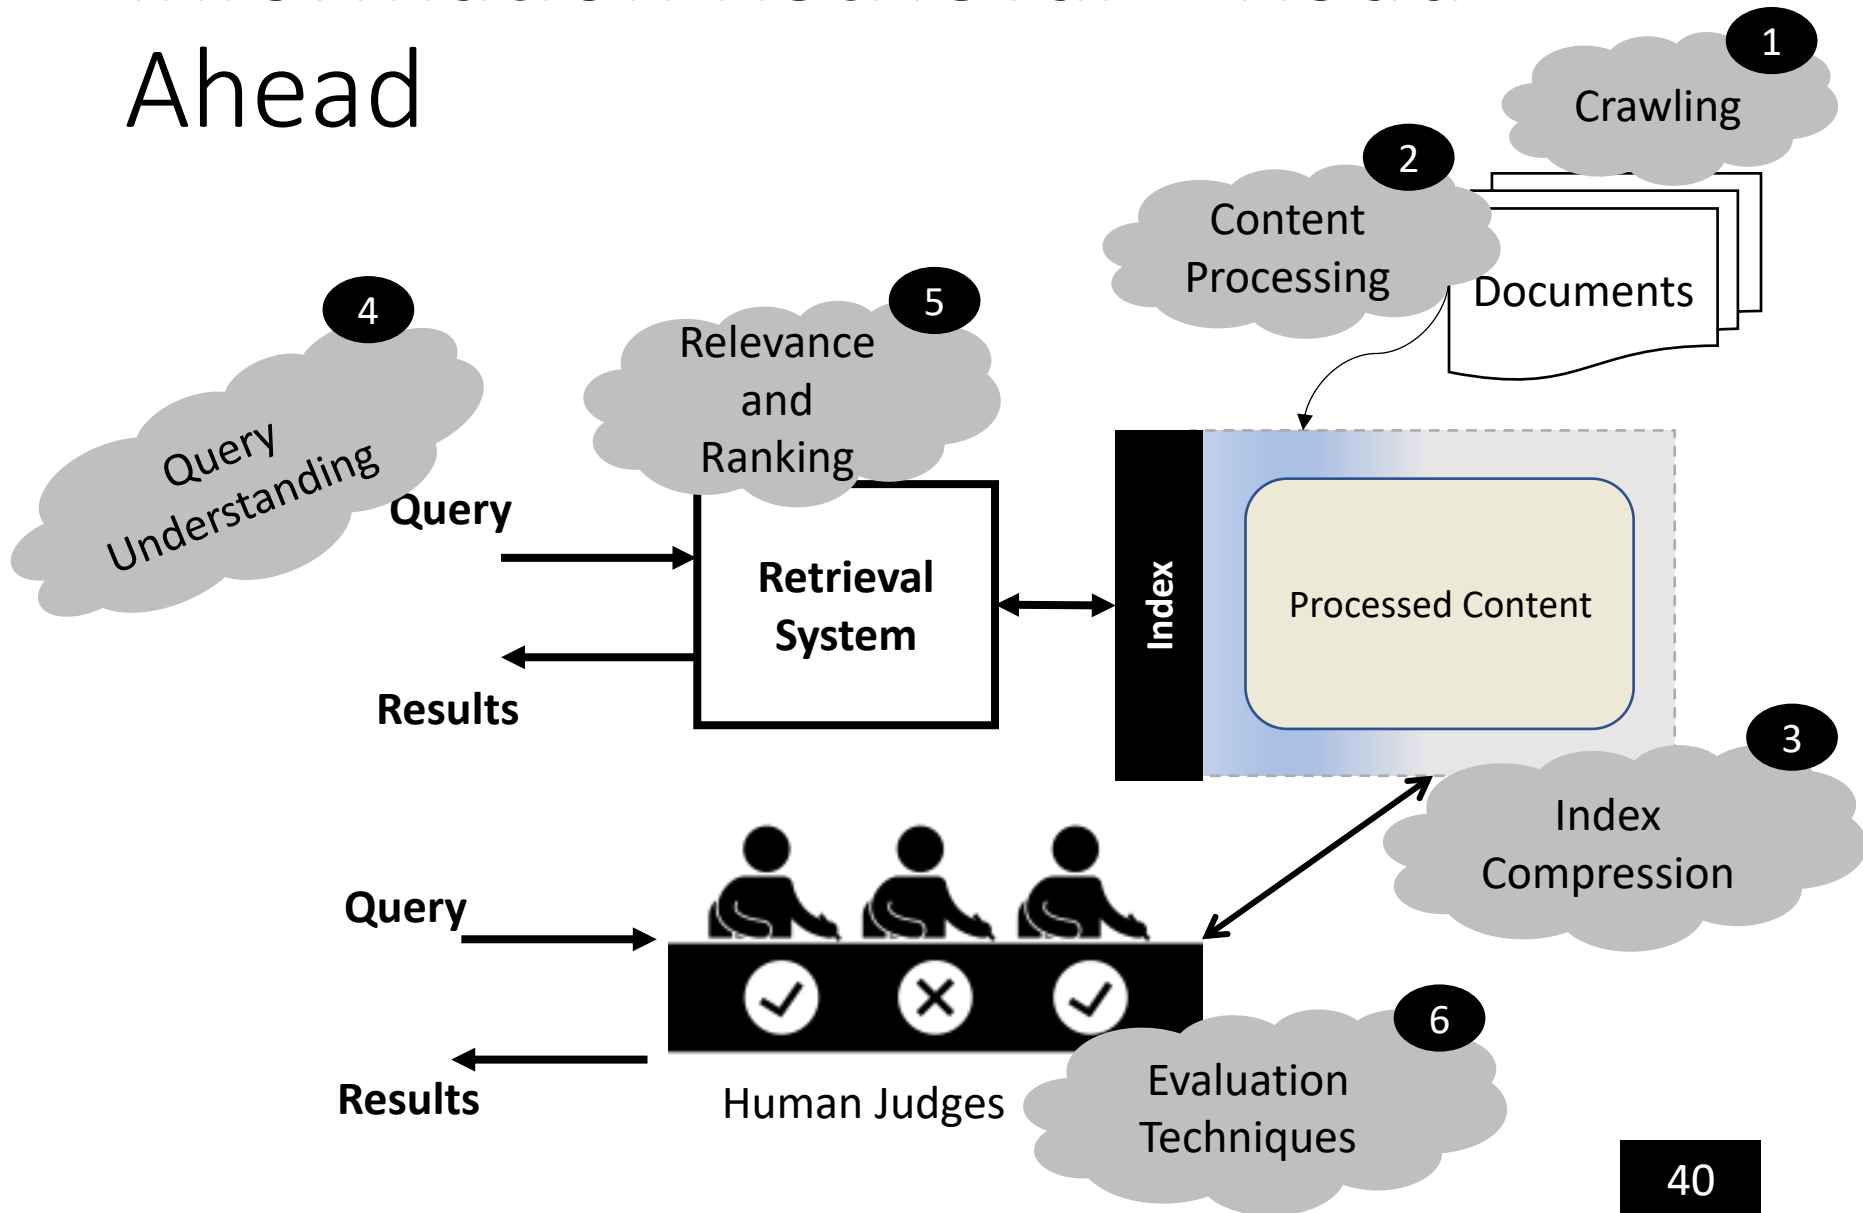 Ahead
1
Crawling
2
Content
Processing
Documents
4
Query
Understanding
5
Relevance
and
Ranking
Query
Retrieval
System
Results
Index
Processed Content
3
Index
Compression
Query
Results
Human Judges
6
Evaluation
Techniques
40